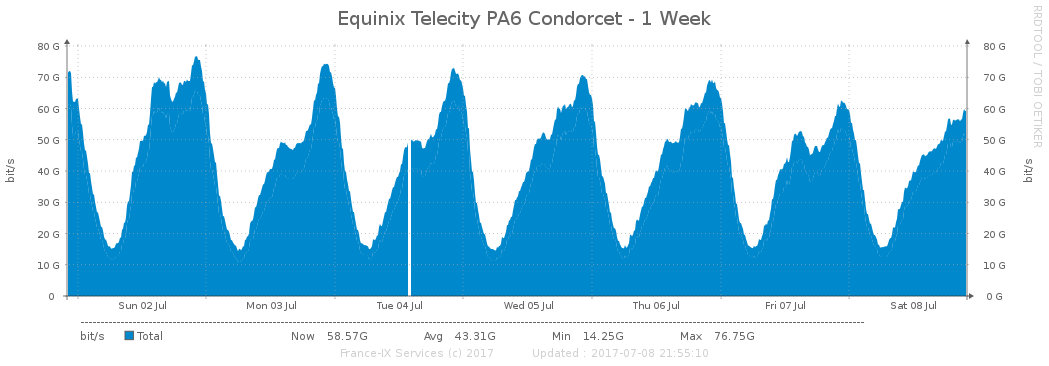 Equinix Telecity PA6 Condorcet - 1 Week
RRDTOOL / TOBI OETIKER
bit/s
80 G
70 G
60 G
50 G
40 G
30 G
20 G
10 G
0
80 G
70 G
60 G
50 G
40 G
30 G
20 G
10 G
0 G
bit/s
Sun 02 Jul Mon 03 Jul Tue 04 Jul Wed 05 Jul Thu 06 Jul Fri 07 Jul Sat 08 Jul
bit/s Total Now 58.57G Avg 43.31G Min 14.25G Max 76.75G
France-IX Services (c) 2017 Updated : 2017-07-08 21:55:10